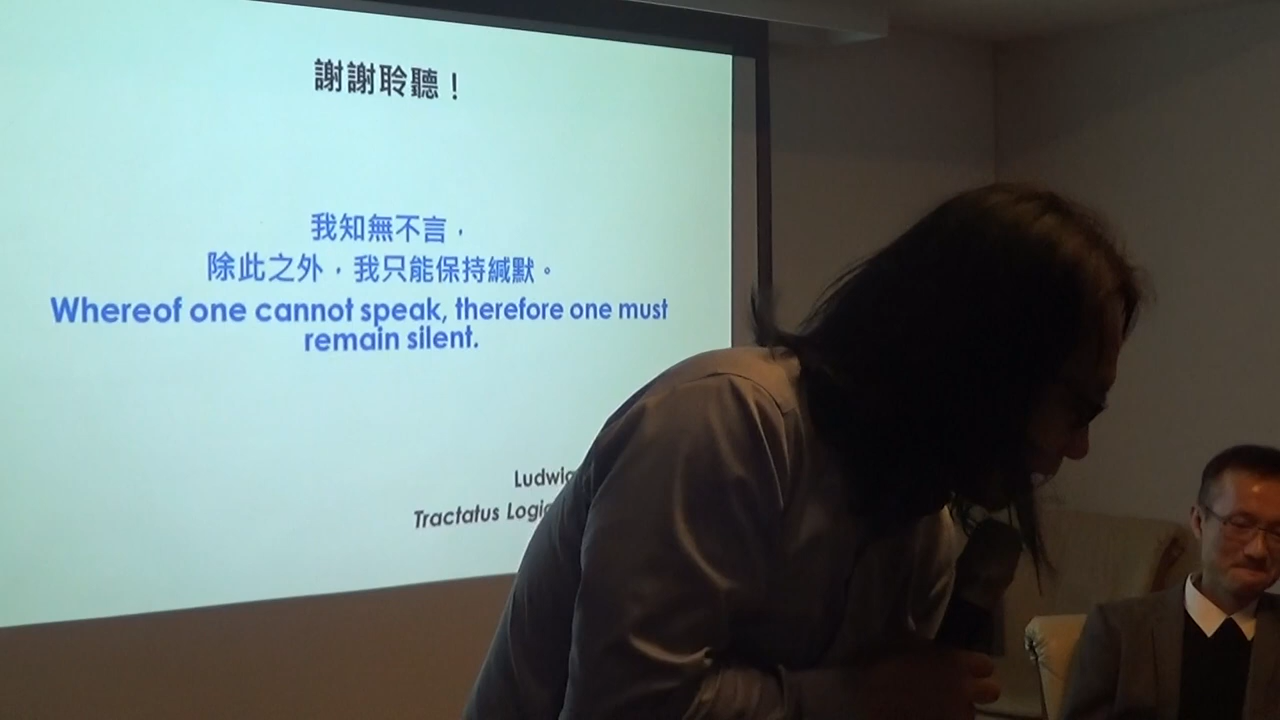 謝謝聆聽！
我知無不言，
除此之外，我只能保持緘默。
Whereof one cannot speak, therefore one must
remain silent.
Ludwig
Tractatus